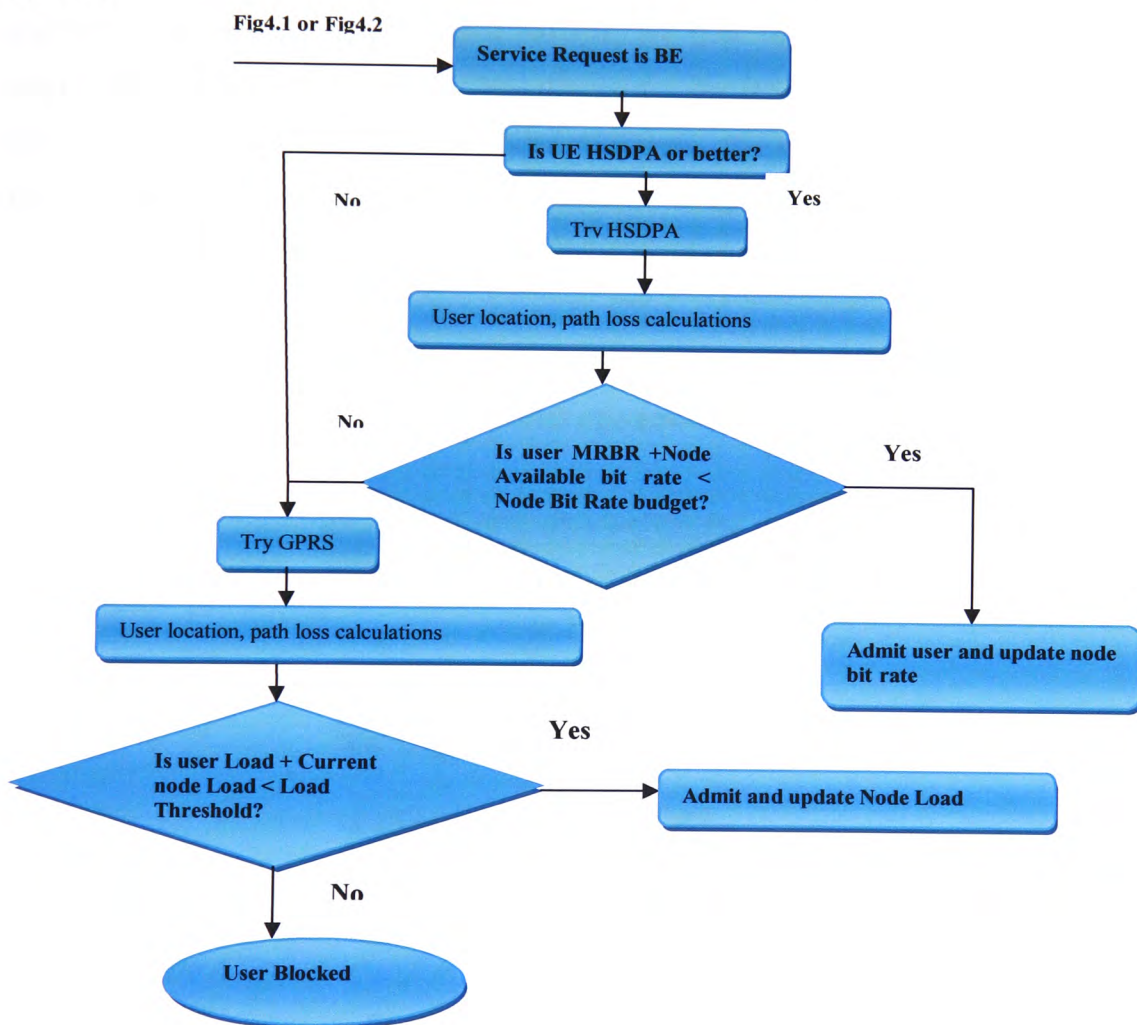 Fig4.1 or Fig4.2
Service Request is BE
Is UE HSDPA or better?
No
Yes
Try HSDPA
User location, path loss calculations
No
Is user MRBR +Node
Available bit rate <
Node Bit Rate budget?
Yes
Try GPRS
User location, path loss calculations
Admit user and update node
bit rate
Is user Load + Current
node Load < Load
Threshold?
Yes
Admit and update Node Load
No
User Blocked